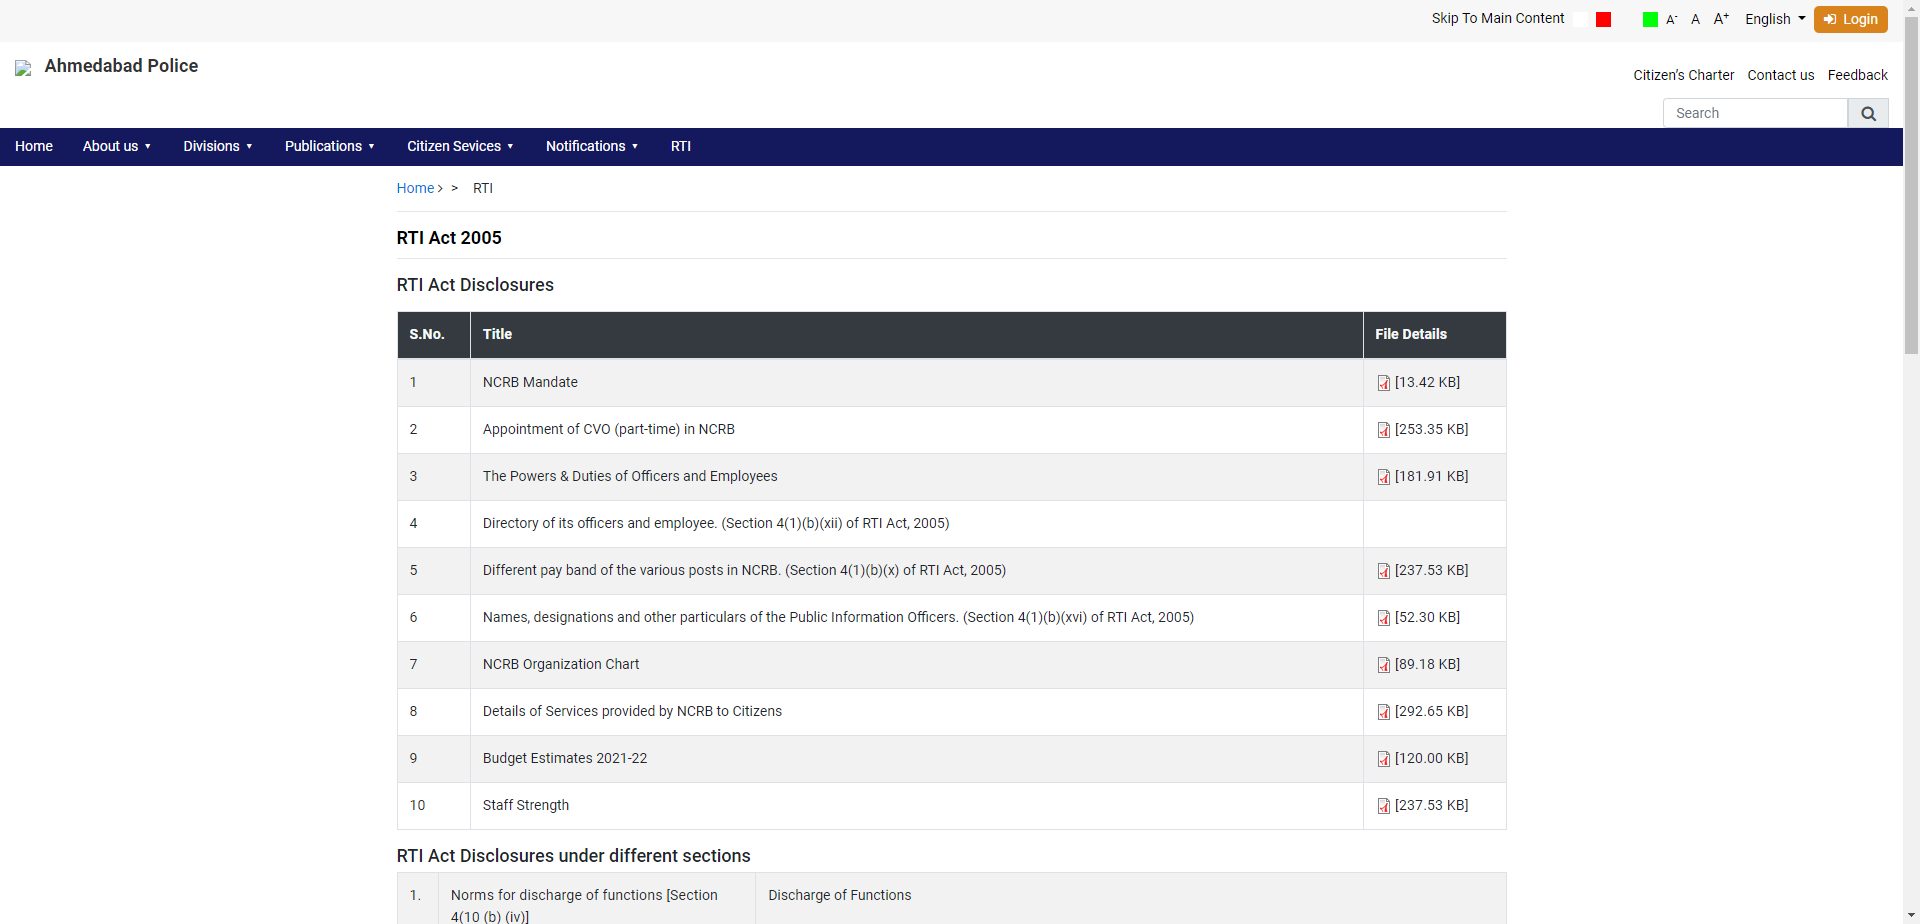 Skip To Main Content A- A A+ English Login
Ahmedabad Police
Citizen's Charter Contact us Feedback
Search
Home About us Divisions Publications Citizen Sevices Notifications RTI
Home > > RTI
RTI Act 2005
RTI Act Disclosures
S.No. Title File Details
1 NCRB Mandate [13.42 KB]
2 Appointment of CVO (part-time) in NCRB [253.35 KB]
3 The Powers & Duties of Officers and Employees [181.91 KB]
4 Directory of its officers and employee. (Section 4(1)(b)(xii) of RTI Act, 2005)
5 Different pay band of the various posts in NCRB. (Section 4(1)(b)(x) of RTI Act, 2005) [237.53 KB]
6 Names, designations and other particulars of the Public Information Officers. (Section 4(1)(b)(xvi) of RTI Act, 2005) [52.30 KB]
7 NCRB Organization Chart [89.18 KB]
8 Details of Services provided by NCRB to Citizens [292.65 KB]
9 Budget Estimates 2021-22 [120.00 KB]
10 Staff Strength [237.53 KB]
RTI Act Disclosures under different sections
1. Norms for discharge of functions [Section Discharge of Functions
4(10 (b) (iv)]